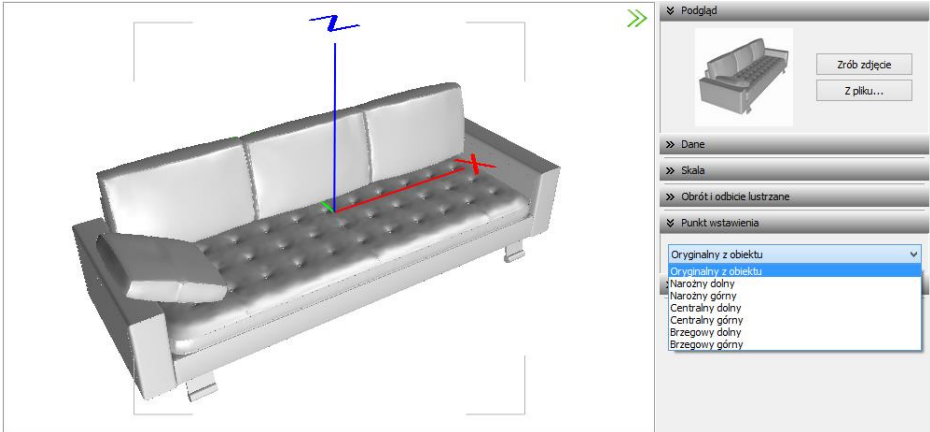 Z
X
Podgląd
Zrób zdjęcie
Z pliku...
Dane
Skala
Obrót i odbicie lustrzane
Punkt wstawienia
Oryginalny z obiektu
Oryginalny z obiektu
Narożny dolny
Narożny górny
Centralny dolny
Centralny górny
Brzegowy dolny
Brzegowy górny